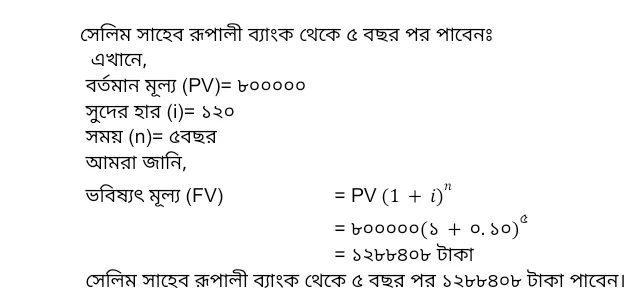 সেলিম সাহেব রূপালী ব্যাংক থেকে ৫ বছর পর পাবেনঃ
এখানে,
বর্তমান মূল্য (PV)= ৮০০০০০
সুদের হার (i)= ১২০
সময় (n)= ৫বছর
আমরা জানি,
ভবিষ্যৎ মূল্য (FV) = PV (1 + i)^n
= ৮০০০০০(১ + ০.১০)^৫
= ১২৮৮৪০৮ টাকা
সেলিম সাহেব রূপালী ব্যাংক থেকে ৫ বছর পর ১২৮৮৪০৮ টাকা পাবেন।